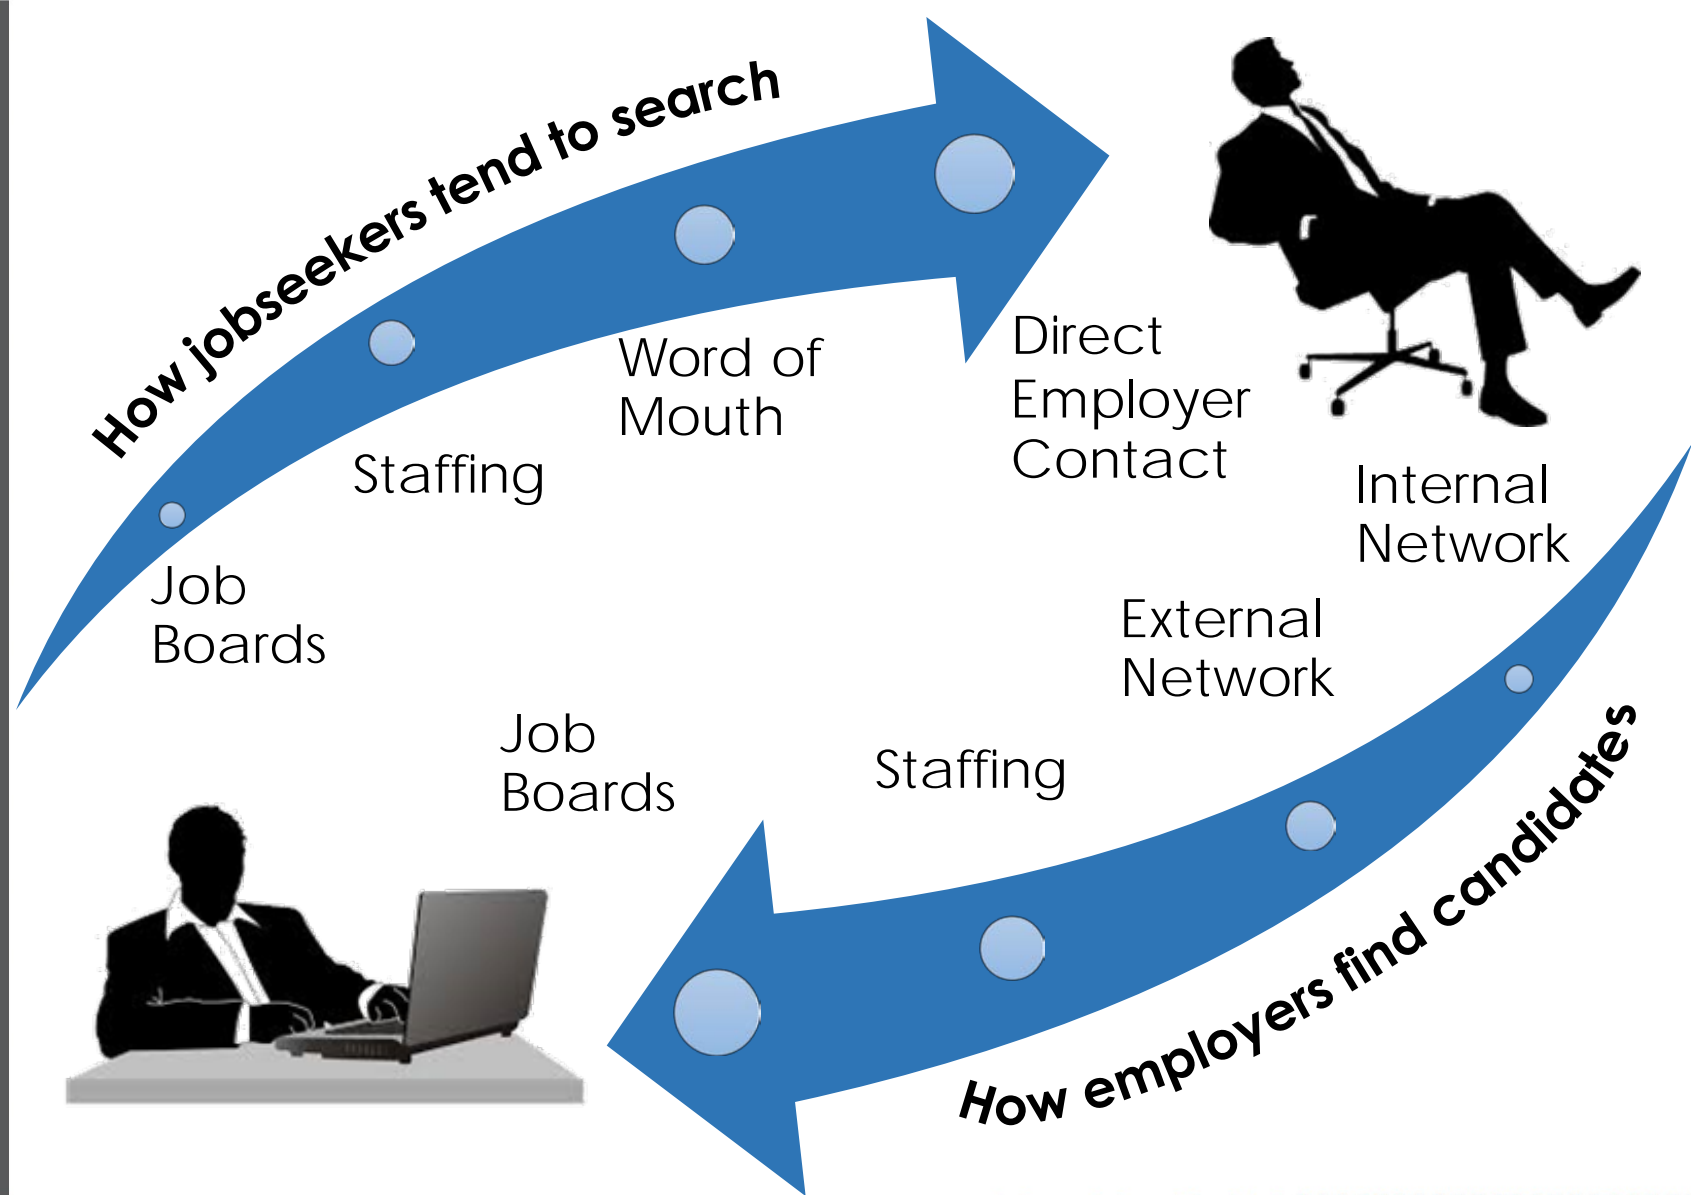 How jobseekers tend to search
Job
Boards
Staffing
Word of
Mouth
Direct
Employer
Contact
Internal
Network
External
Network
Staffing
Job
Boards
How employers find candidates